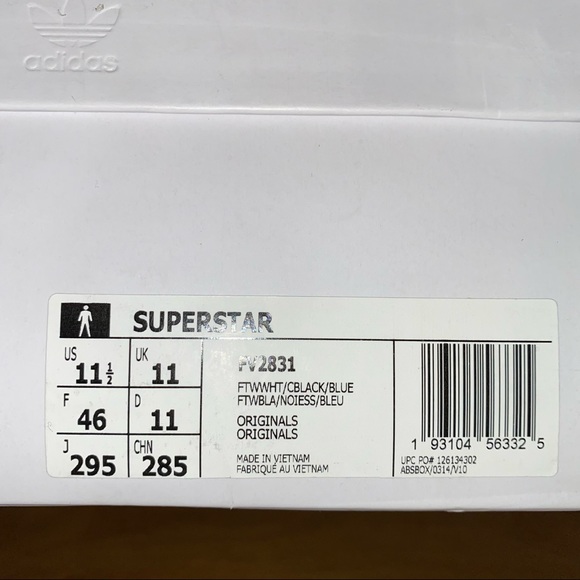 adidas
SUPERSTAR
US
11 1/2
UK
11
F
46
D
11
J
295
CHN
285
FV2831
FTWWHT/CBLACK/BLUE
FTWBLA/NOIESS/BLEU
ORIGINALS
ORIGINALS
MADE IN VIETNAM
FABRIQUÉ AU VIETNAM
1 93104 56332 5
UPC PO# 126134302
ABSBOX/0314/V10